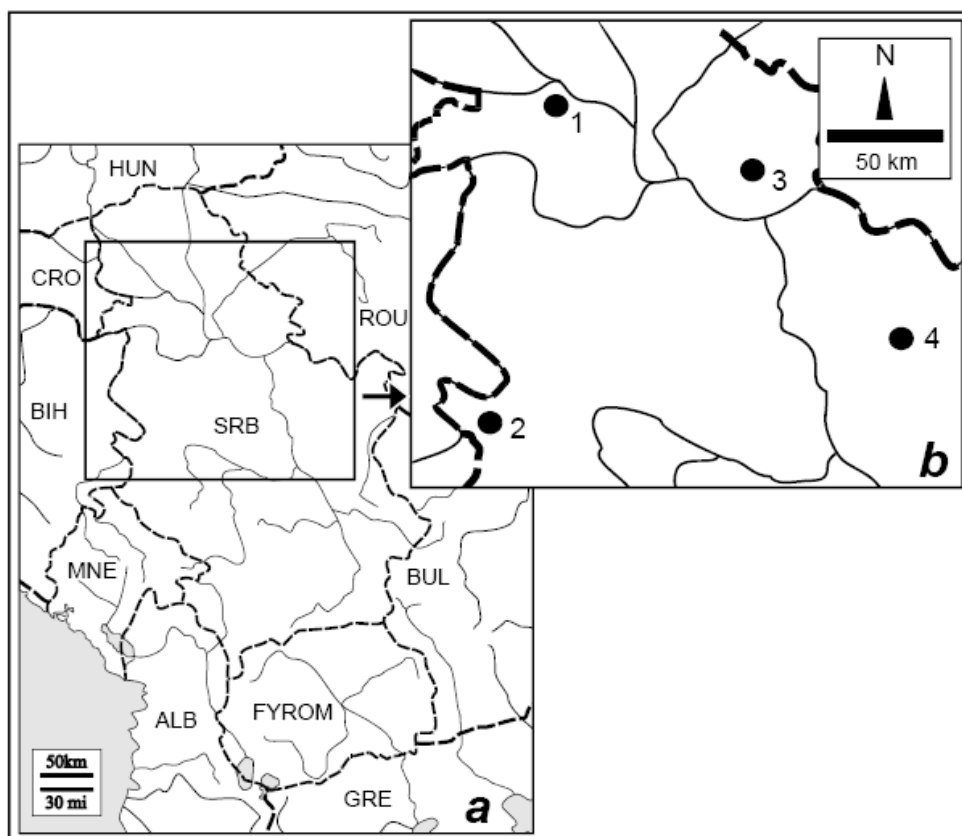 HUN
CRO
ROU
BIH
SRB
MNE
BUL
ALB
FYROM
GRE
50km
30 mi
a
1
2
3
4
N
50 km
b